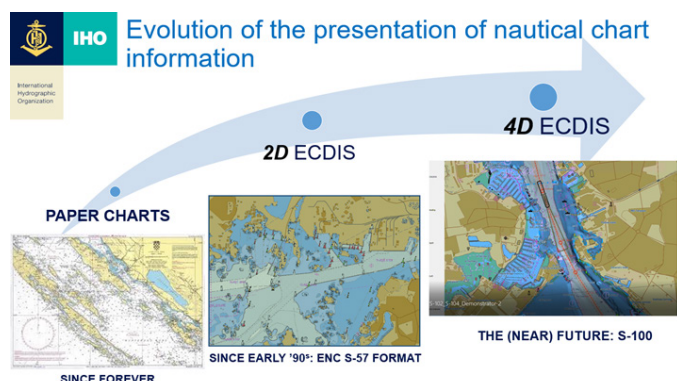 IHO
International
Hydrographic
Organization
Evolution of the presentation of nautical chart
information
PAPER CHARTS
2D ECDIS
4D ECDIS
SINCE FOREVER
SINCE EARLY '90ˢ: ENC S-57 FORMAT
THE (NEAR) FUTURE: S-100